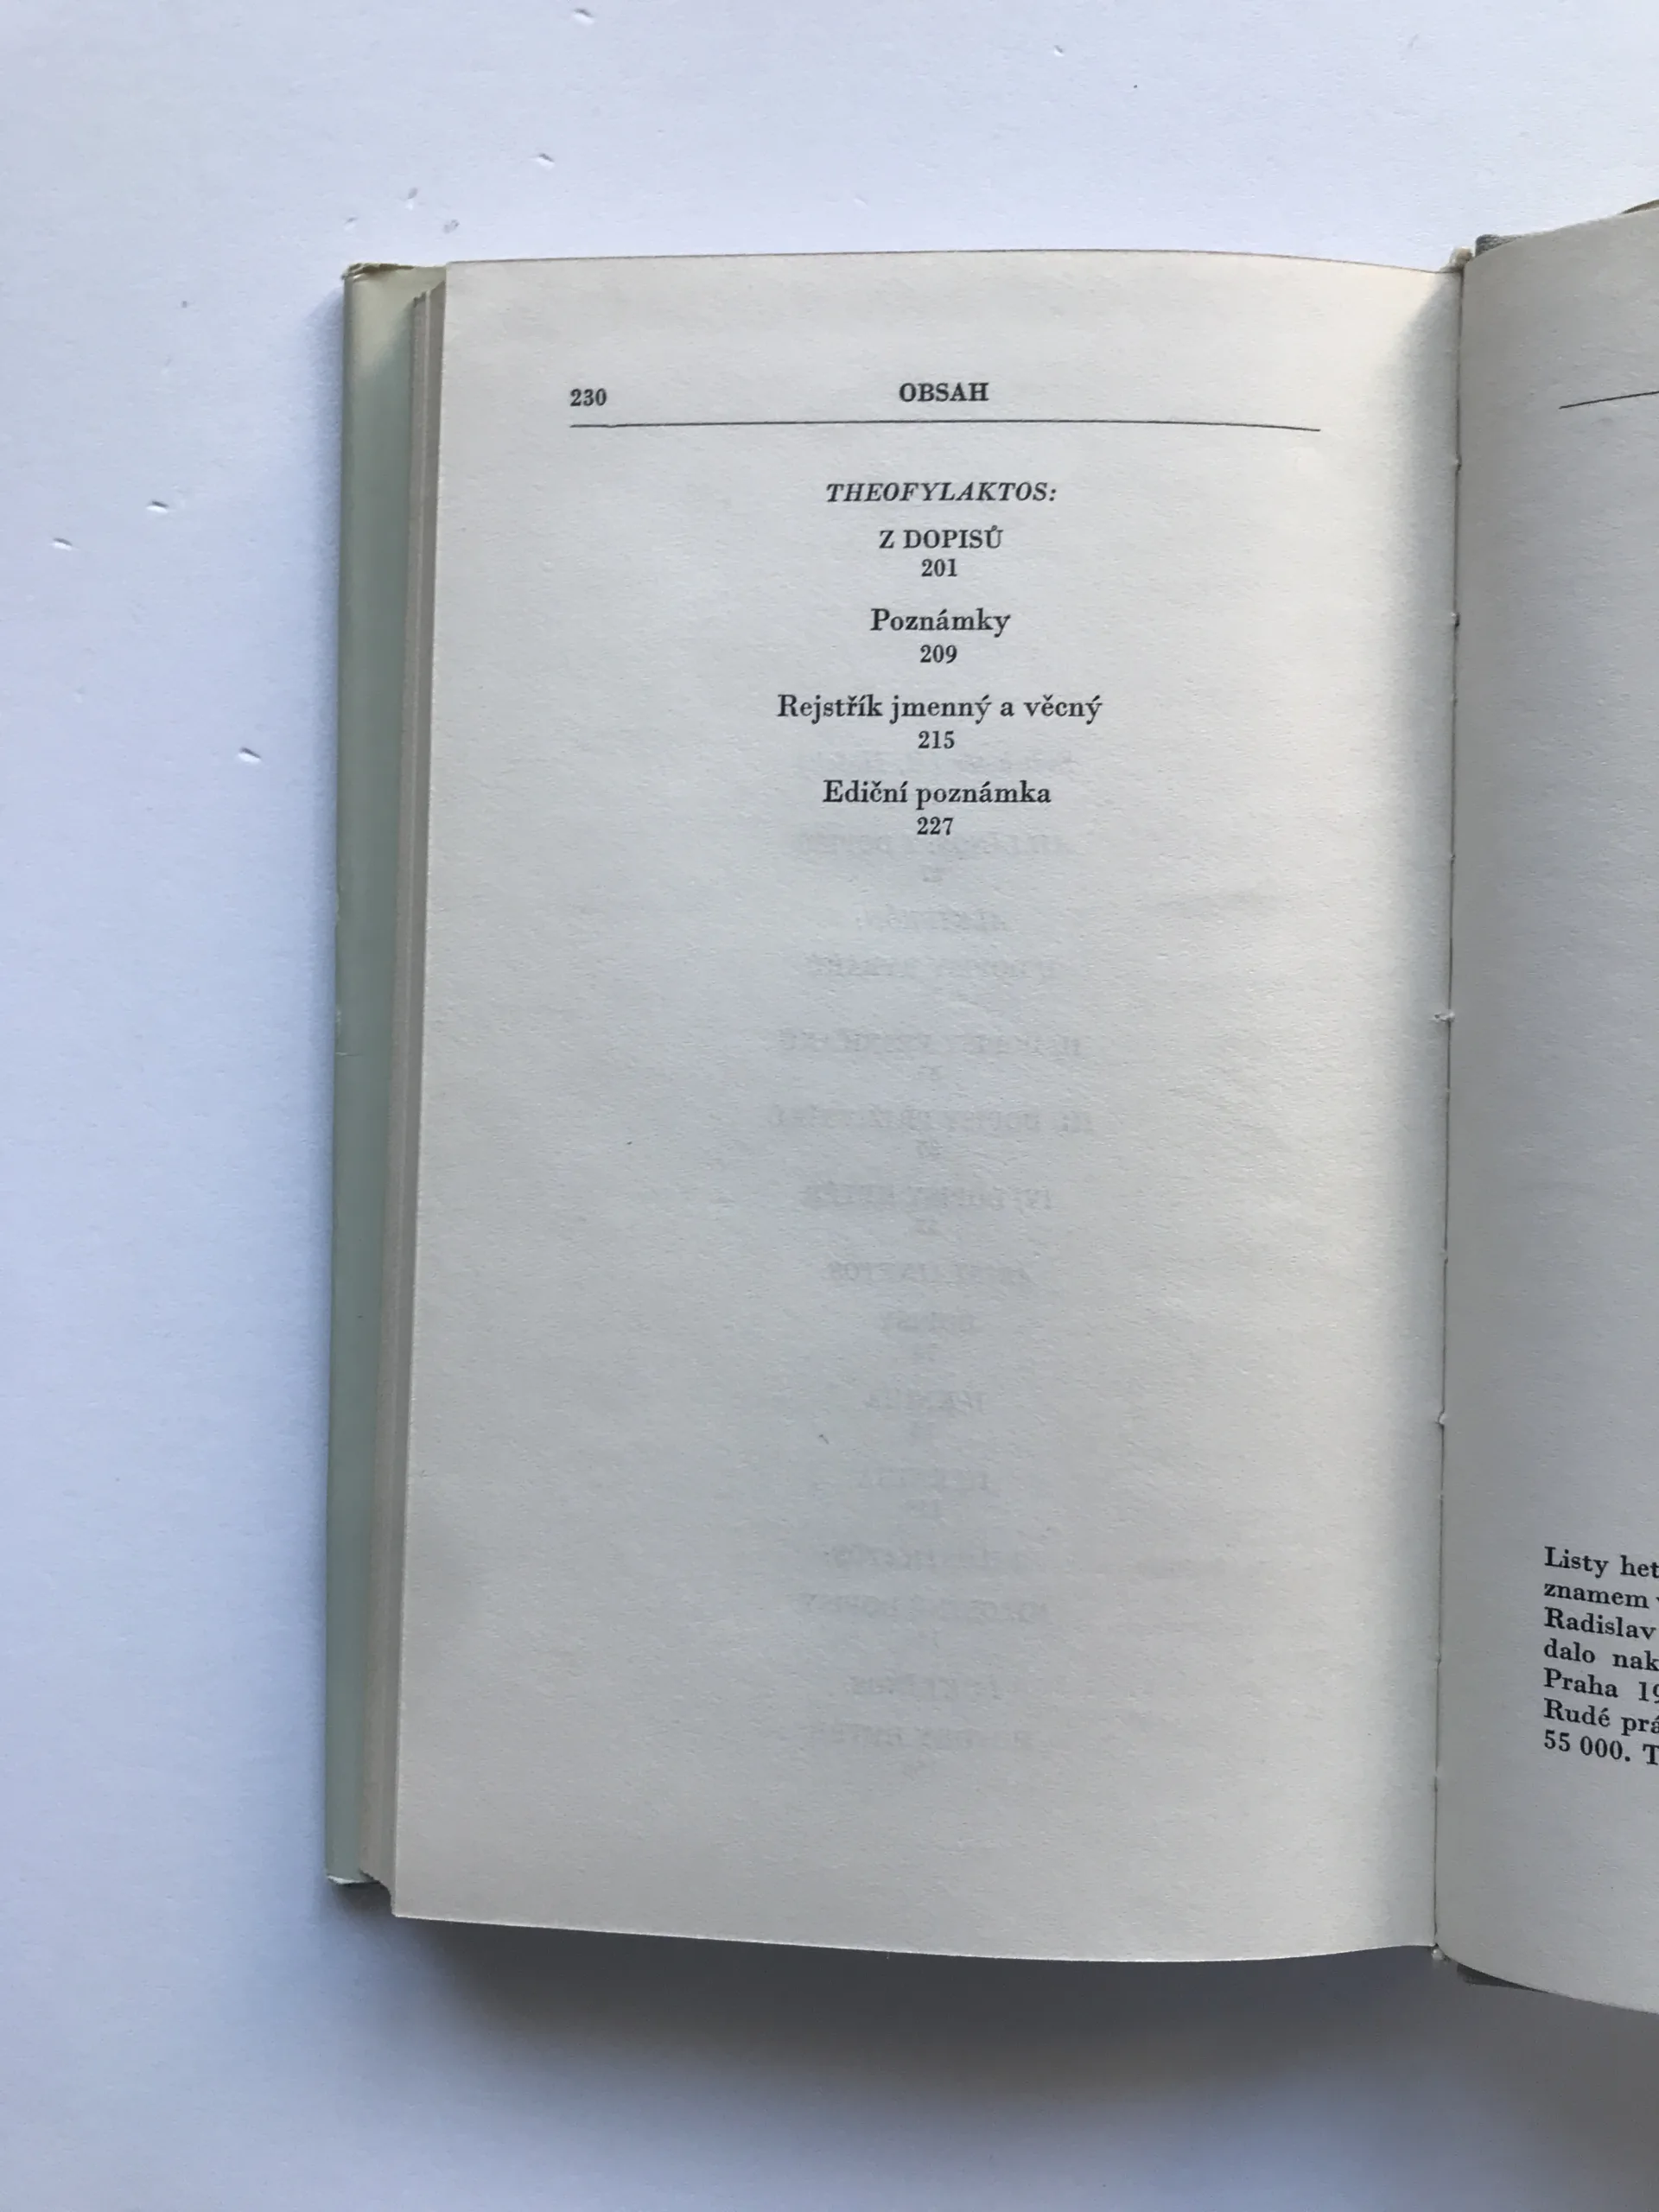 230
OBSAH
THEOFYLAKTOS:
Z DOPISŮ
201
Poznámky
209
Rejstřík jmenný a věcný
215
Ediční poznámka
227
Listy het
znamem
Radislav
dalo nak
Praha 19
Rudé prá
55 000. T